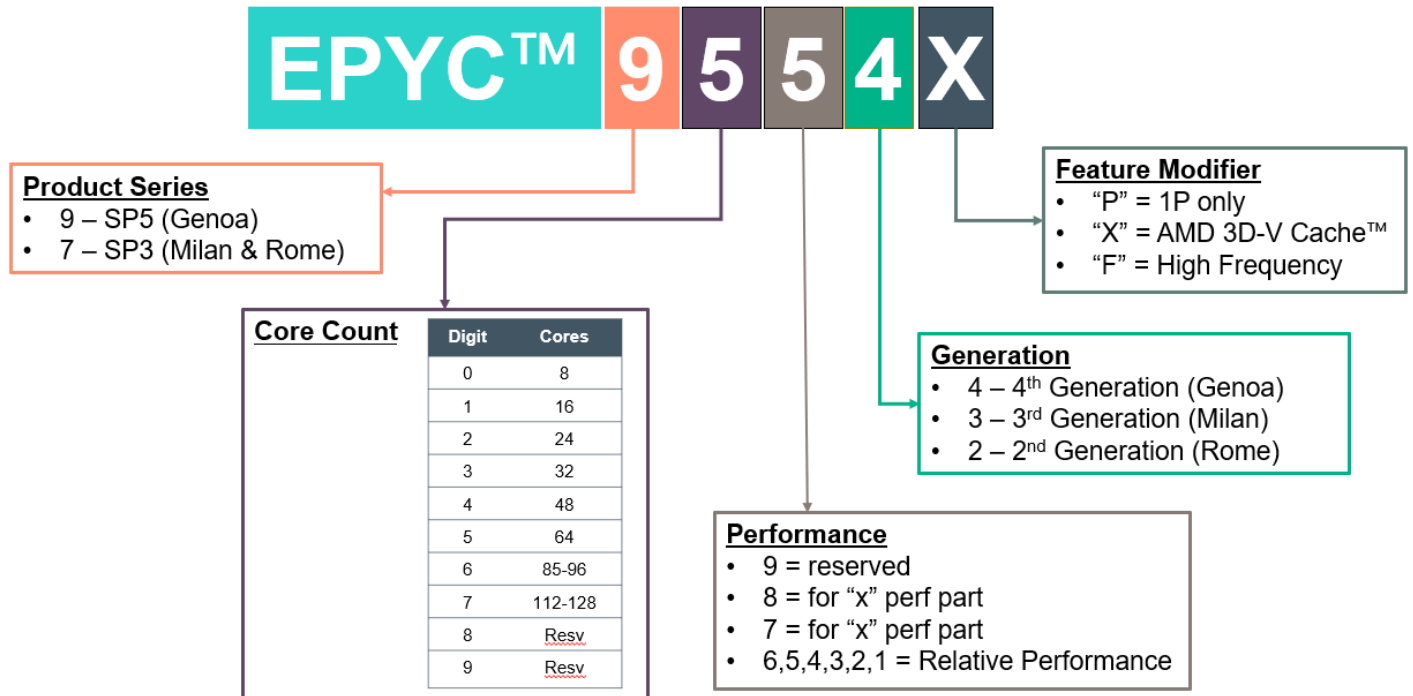 EPYC™ 9 5 5 4 X
Product Series
• 9 – SP5 (Genoa)
• 7 – SP3 (Milan & Rome)
Feature Modifier
• “P” = 1P only
• “X” = AMD 3D-V Cache™
• “F” = High Frequency
Core Count
Digit Cores
0 8
1 16
2 24
3 32
4 48
5 64
6 85-96
7 112-128
8 Resv
9 Resv
Generation
• 4 – 4th Generation (Genoa)
• 3 – 3rd Generation (Milan)
• 2 – 2nd Generation (Rome)
Performance
• 9 = reserved
• 8 = for “x” perf part
• 7 = for “x” perf part
• 6,5,4,3,2,1 = Relative Performance